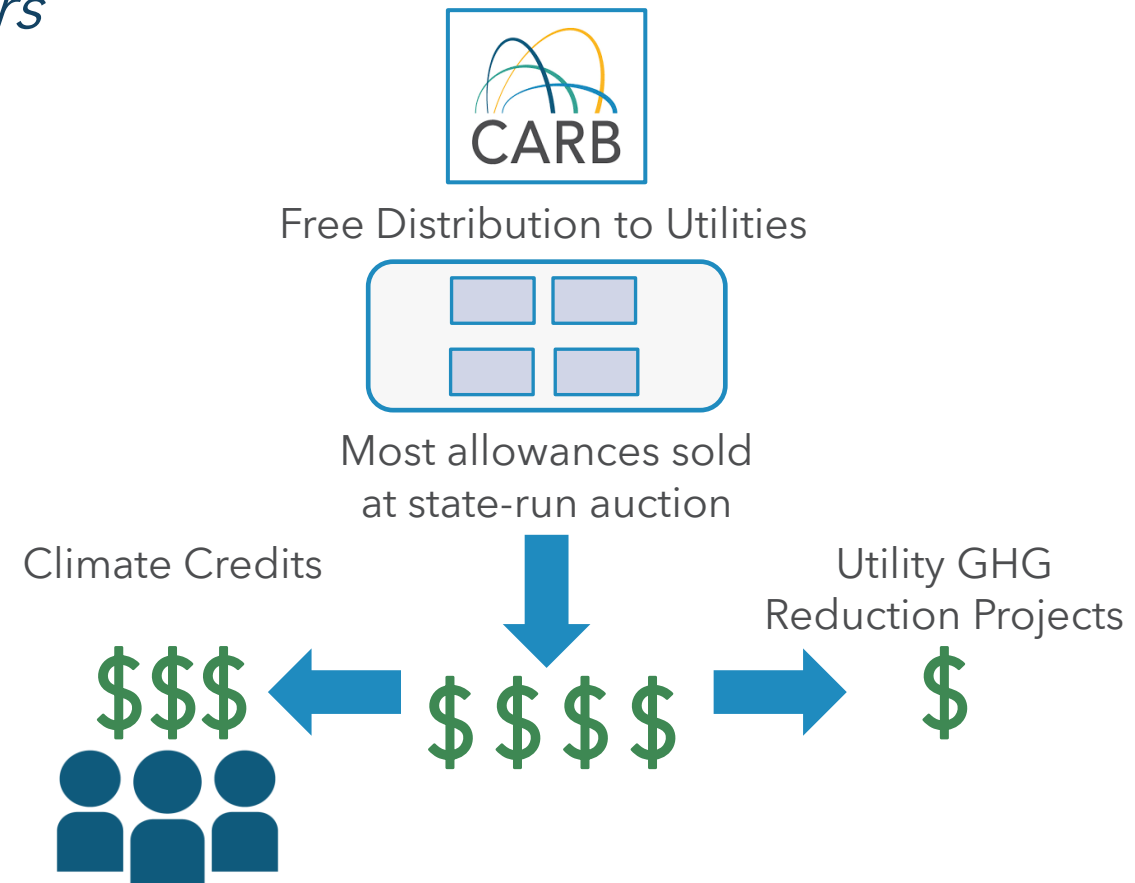 rs
CARB
Free Distribution to Utilities
Most allowances sold
at state-run auction
Climate Credits
Utility GHG
Reduction Projects
$$$
$ $ $ $
$